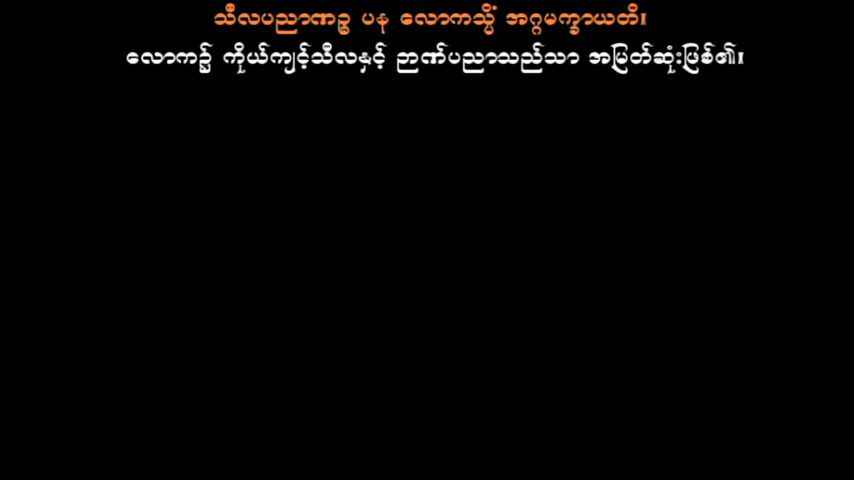 သီလပညာဏဉ္စ ပန လောကသ္မိံ အဂ္ဂမက္ခာယတိ၊
လောက၌ ကိုယ်ကျင့်သီလနှင့် ဉာဏ်ပညာသည်သာ အမြတ်ဆုံးဖြစ်၏၊